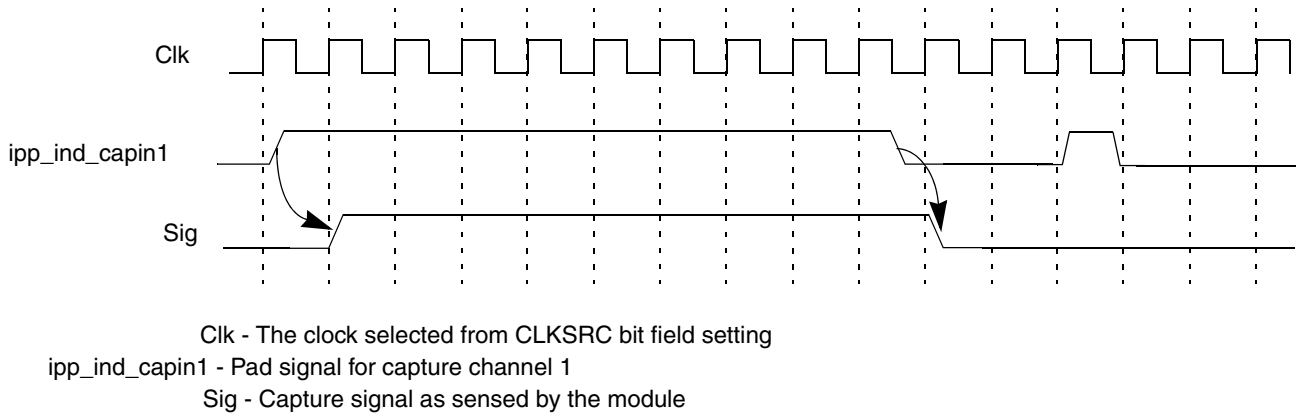 Clk
ipp_ind_capin1
Sig
Clk - The clock selected from CLKSRC bit field setting
ipp_ind_capin1 - Pad signal for capture channel 1
Sig - Capture signal as sensed by the module